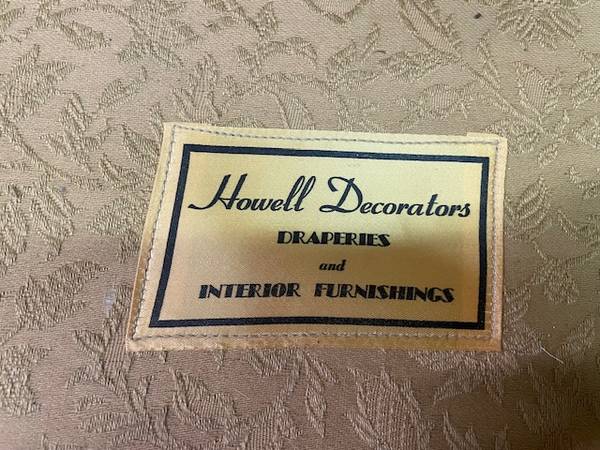 Howell Decorators
DRAPERIES
and
INTERIOR FURNISHINGS